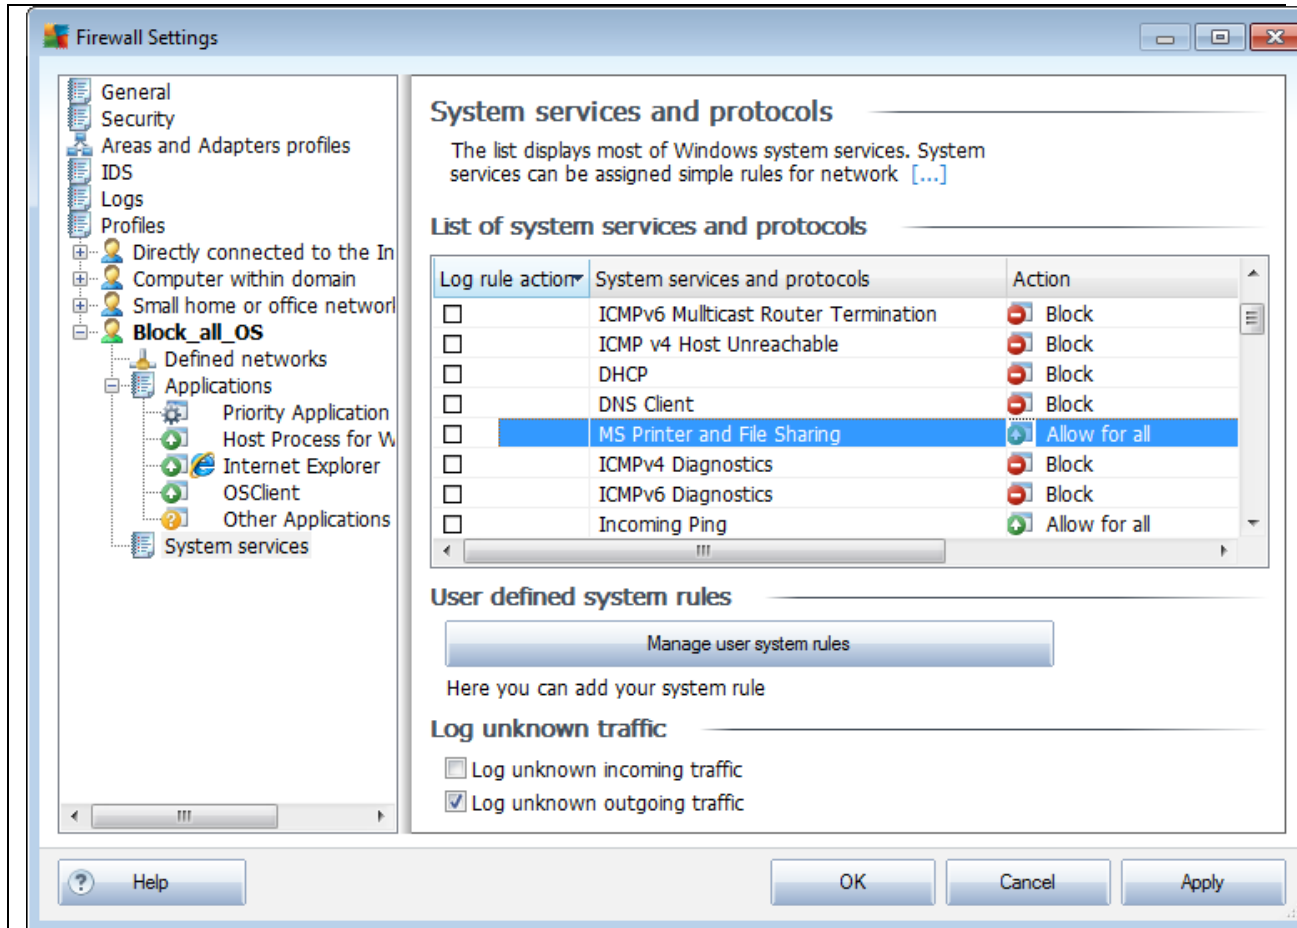 Firewall Settings
General
Security
Areas and Adapters profiles
IDS
Logs
Profiles
Directly connected to the In
Computer within domain
Small home or office network
Block_all_OS
Defined networks
Applications
Priority Application
Host Process for W
Internet Explorer
OSClient
Other Applications
System services
System services and protocols
The list displays most of Windows system services. System
services can be assigned simple rules for network [...]
List of system services and protocols
Log rule action System services and protocols Action
ICMPv6 Mullticast Router Termination Block
ICMP v4 Host Unreachable Block
DHCP Block
DNS Client Block
MS Printer and File Sharing Allow for all
ICMPv4 Diagnostics Block
ICMPv6 Diagnostics Block
Incoming Ping Allow for all
User defined system rules
Manage user system rules
Here you can add your system rule
Log unknown traffic
Log unknown incoming traffic
Log unknown outgoing traffic
? Help OK Cancel Apply